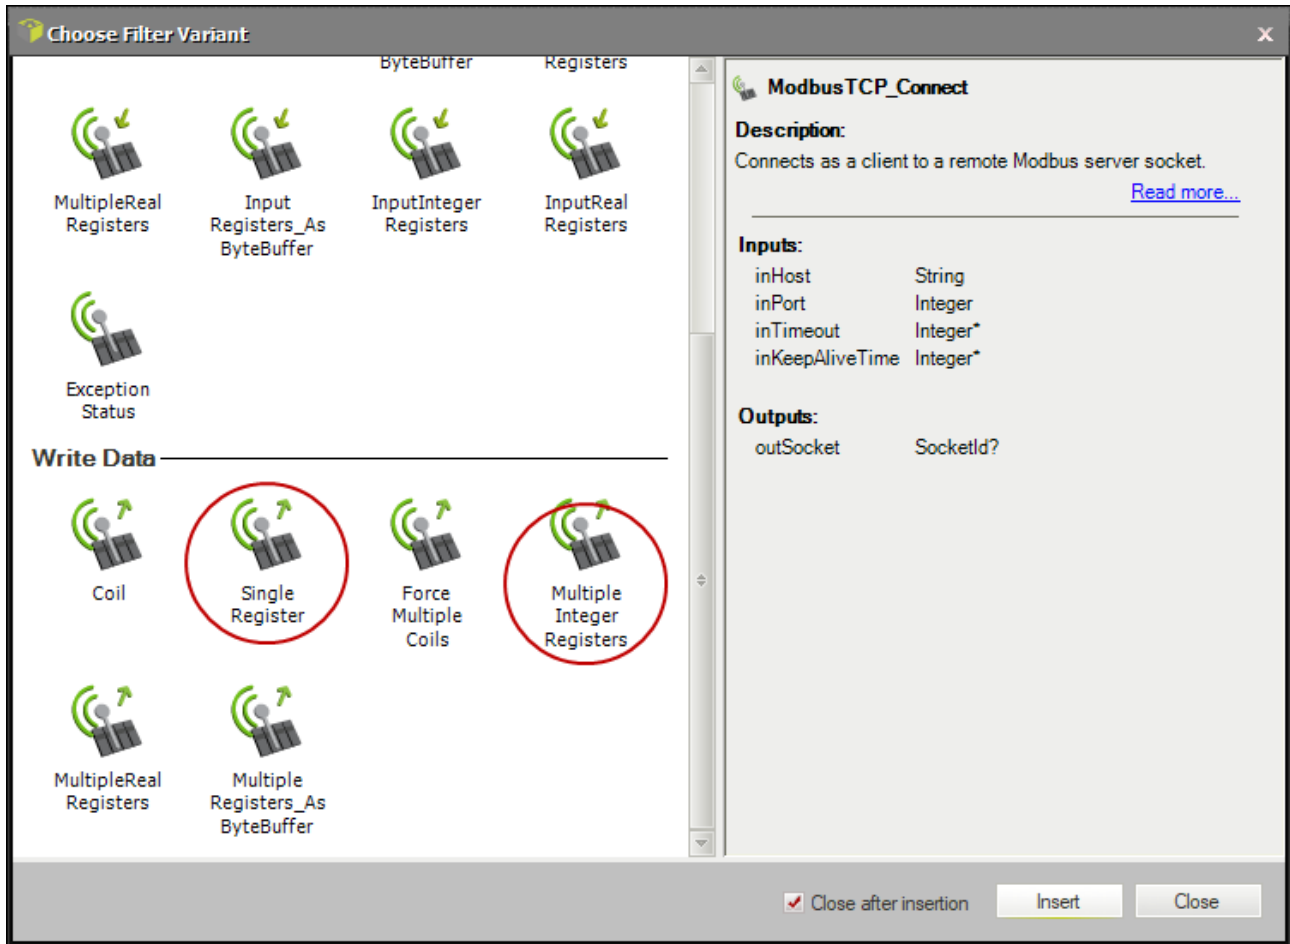 Choose Filter Variant
x
ByteBuffer Registers
MultipleReal Input InputInteger InputReal
Registers Registers_As Registers Registers
ByteBuffer
Exception
Status
Write Data
Coil Single Force Multiple
Register Multiple Integer
Coils Registers
MultipleReal Multiple
Registers Registers_As
ByteBuffer
ModbusTCP_Connect
Description:
Connects as a client to a remote Modbus server socket.
Read more...
Inputs:
inHost String
inPort Integer
inTimeout Integer*
inKeepAliveTime Integer*
Outputs:
outSocket SocketId?
Close after insertion Insert Close